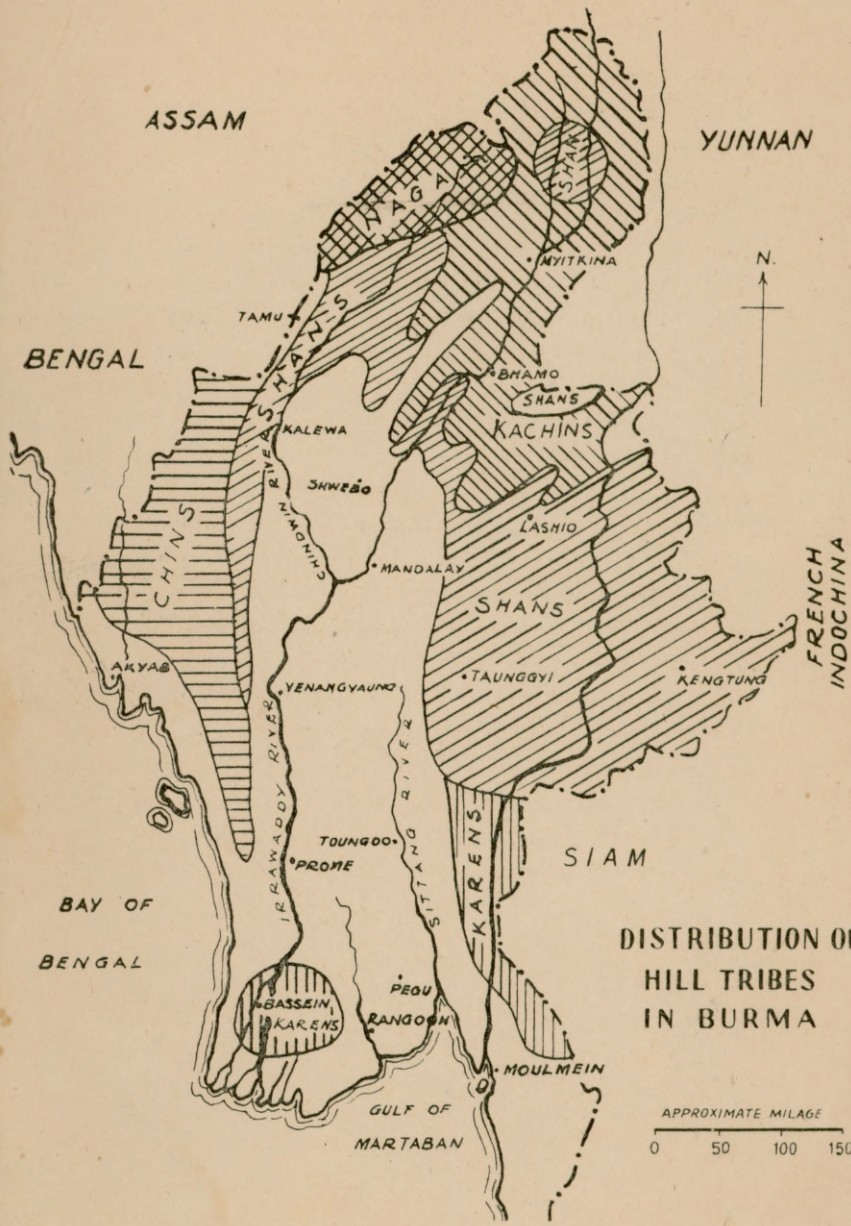 ASSAM
YUNNAN
NAGA
SHAN
MYITKINA
N.
TAMU
BENGAL
SHANS
BHAMO
SHANS
KACHINS
KALEWA
SHWEBO
CHINDWIN RIVER
LASHIO
CHINS
MANDALAY
SHANS
FRENCH
INDOCHINA
AKYAB
YENANGYAUNG
TAUNGGYI
KENGTUNG
IRRAWADDY RIVER
SITTANG RIVER
TOUNGOO
PROME
KARENS
SIAM
BAY OF
BENGAL
DISTRIBUTION OF
HILL TRIBES
IN BURMA
PEGU
BASSEIN
KARENS
RANGOON
MOULMEIN
GULF OF
MARTABAN
APPROXIMATE MILAGE
0 50 100 150